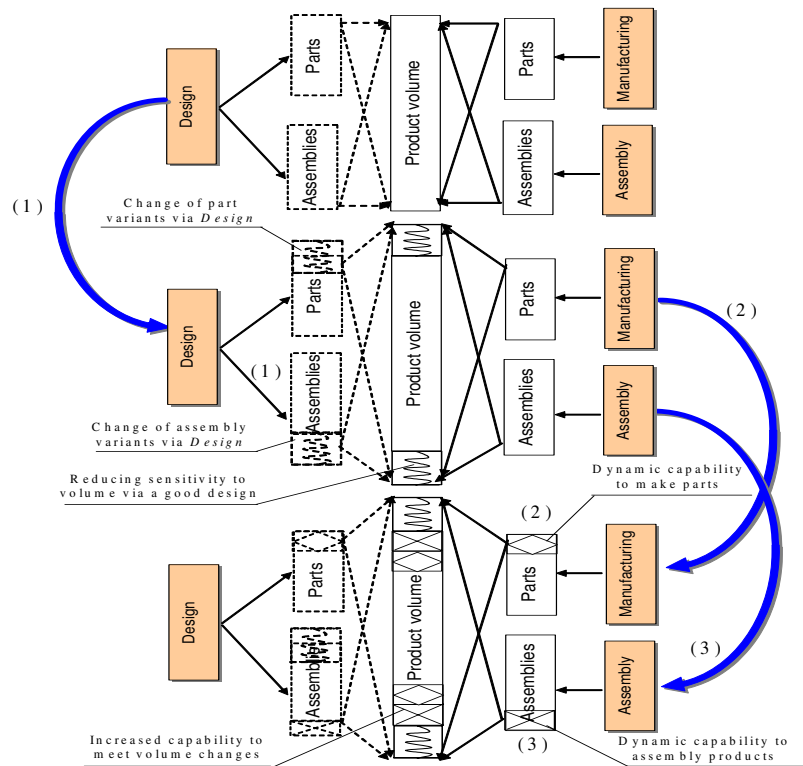 Design
Parts
Assemblies
Product volume
Parts
Assemblies
Manufacturing
Assembly
(1)
Change of part
variants via Design
Design
Parts
(1)
Assemblies
Product volume
Parts
Assemblies
Manufacturing
Assembly
(2)
Change of assembly
variants via Design
Reducing sensitivity to
volume via a good design
Dynamic capability
to make parts
(2)
Design
Parts
Assemblies
Product volume
Parts
Assemblies
Manufacturing
Assembly
(3)
(3)
Increased capability to
meet volume changes
Dynamic capability to
assembly products